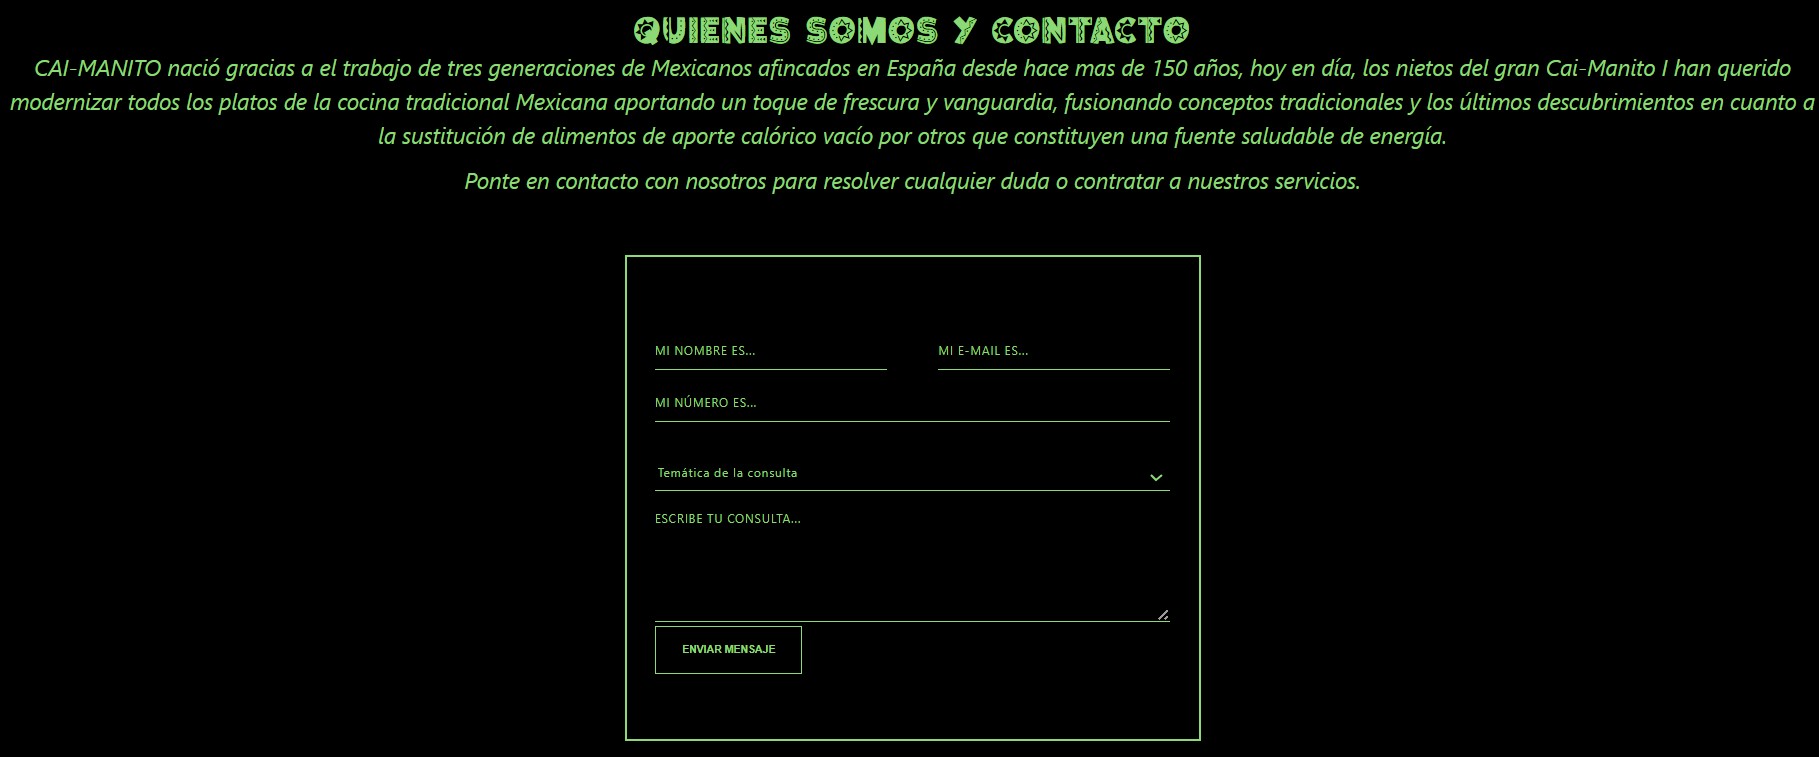 QUIENES SOMOS Y CONTACTO
CAI-MANITO nació gracias a el trabajo de tres generaciones de Mexicanos afincados en España desde hace mas de 150 años, hoy en día, los nietos del gran Cai-Manito I han querido
modernizar todos los platos de la cocina tradicional Mexicana aportando un toque de frescura y vanguardia, fusionando conceptos tradicionales y los últimos descubrimientos en cuanto a
la sustitución de alimentos de aporte calórico vacío por otros que constituyen una fuente saludable de energía.
Ponte en contacto con nosotros para resolver cualquier duda o contratar a nuestros servicios.
MI NOMBRE ES...
MI E-MAIL ES...
MI NÚMERO ES...
Temática de la consulta
ESCRIBE TU CONSULTA...
ENVIAR MENSAJE